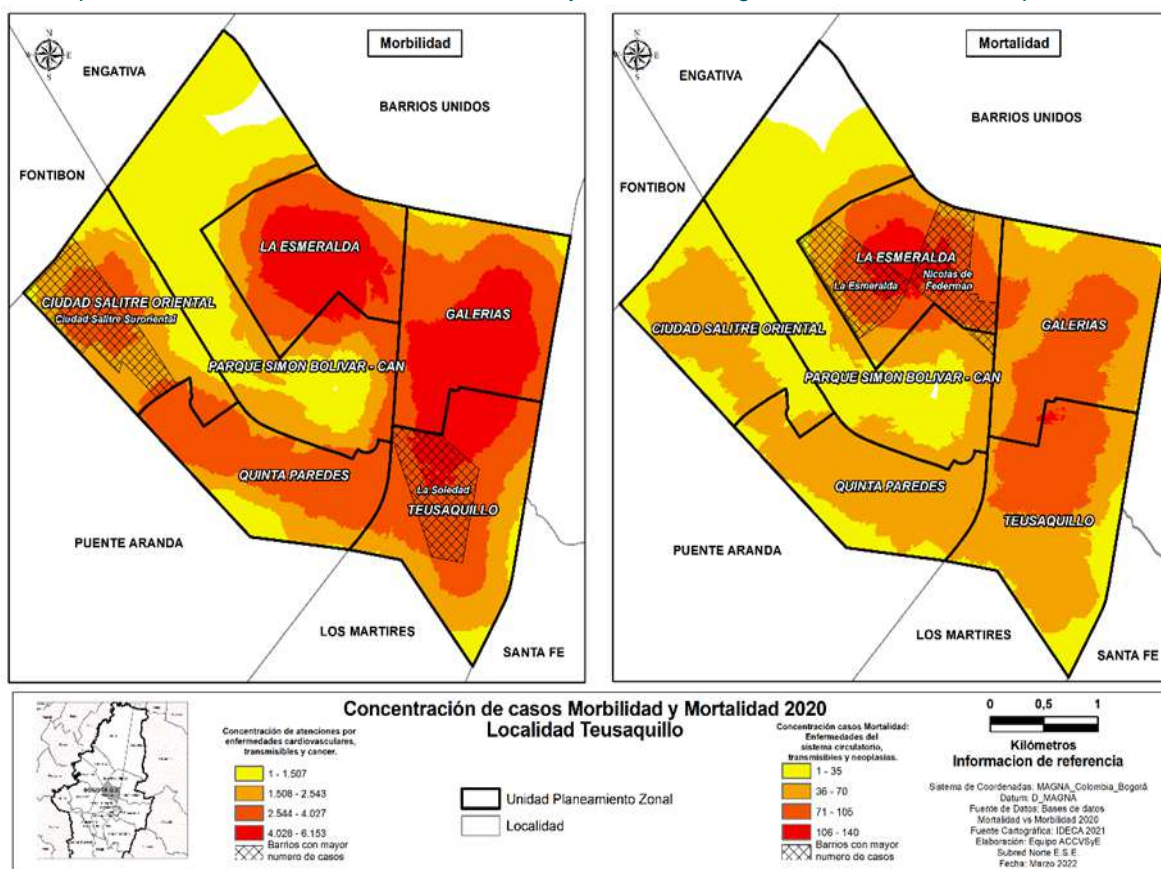 Morbilidad
N
E
S
ENGATIVA
BARRIOS UNIDOS
FONTIBON
LA ESMERALDA
CIUDAD SALITRE ORIENTAL
Ciudad Salitre Suroriental
GALERIAS
PARQUE SIMON BOLIVAR - CAN
QUINTA PAREDES
La Soledad
TEUSAQUILLO
PUENTE ARANDA
LOS MARTIRES
SANTA FE
Mortalidad
N
E
S
ENGATIVA
BARRIOS UNIDOS
FONTIBON
LA ESMERALDA
La Esmeralda
Nicolas de
Federman
GALERIAS
CIUDAD SALITRE ORIENTAL
PARQUE SIMON BOLIVAR - CAN
QUINTA PAREDES
TEUSAQUILLO
PUENTE ARANDA
LOS MARTIRES
SANTA FE
Concentración de casos Morbilidad y Mortalidad 2020
Localidad Teusaquillo
Concentración de atenciones por
enfermedades cardiovasculares,
transmisibles y cancer.
1 - 1.507
1.508 - 2.543
2.544 - 4.027
4.028 - 6.153
Barrios con mayor
numero de casos
Unidad Planeamiento Zonal
Localidad
Concentración casos Mortalidad:
Enfermedades del
sistema circulatorio,
transmisibles y neoplasias.
1 - 35
36 - 70
71 - 105
106 - 140
Barrios con mayor
numero de casos
0 0,5 1
Kilómetros
Informacion de referencia
Sistema de Coordenadas: MAGNA_Colombia_Bogotá
Datum: D_MAGNA
Fuente de Datos: Bases de datos
Mortalidad vs Morbilidad 2020
Fuente Cartográfica: IDECA 2021
Elaboración: Equipo ACCVSyE
Subred Norte E.S.E.
Fecha: Marzo 2022